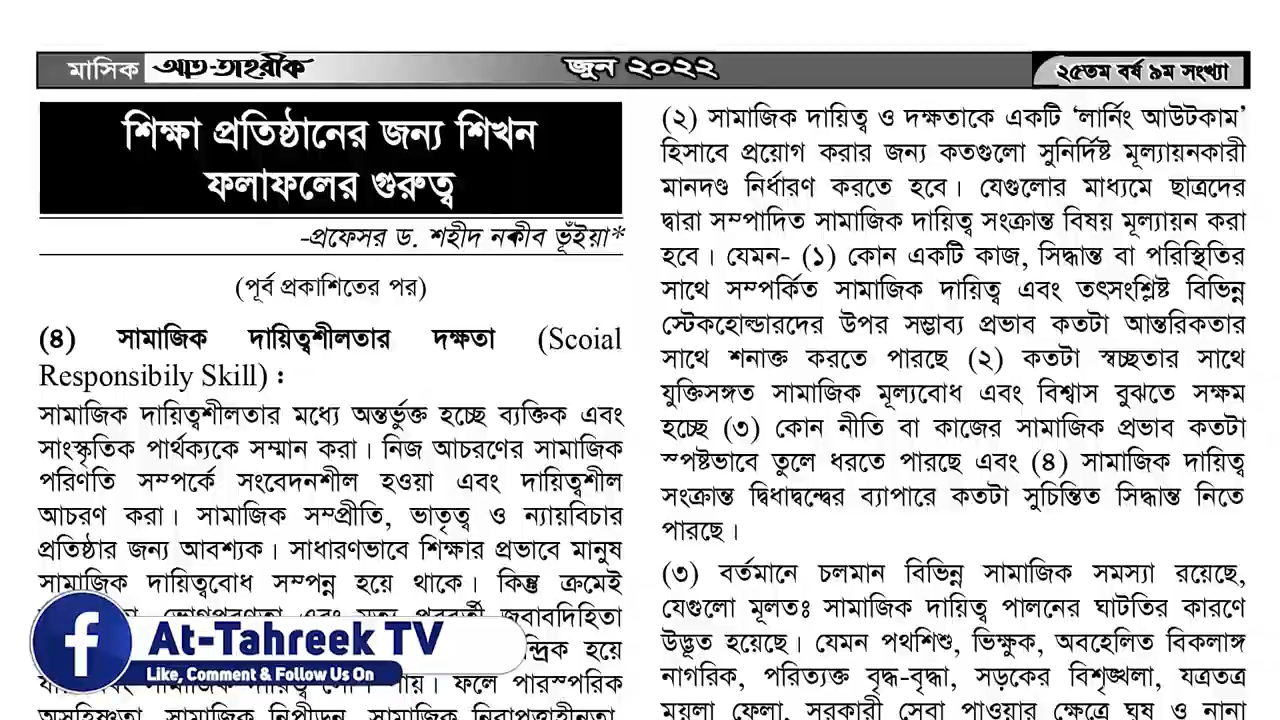 মাসিক আত-তাহরীক জুন ২০২২ ২৫তম বর্ষ ৯ম সংখ্যা
শিক্ষা প্রতিষ্ঠানের জন্য শিখন
ফলাফলের গুরুত্ব
-প্রফেসর ড. শহীদ নকীব ভূঁইয়া*
(পূর্ব প্রকাশিতের পর)
(৪) সামাজিক দায়িত্বশীলতার দক্ষতা (Scoial
Responsibily Skill) :
সামাজিক দায়িত্বশীলতার মধ্যে অন্তর্ভুক্ত হচ্ছে ব্যক্তিক এবং
সাংস্কৃতিক পার্থক্যকে সম্মান করা। নিজ আচরণের সামাজিক
পরিণতি সম্পর্কে সংবেদনশীল হওয়া এবং দায়িত্বশীল
আচরণ করা। সামাজিক সম্প্রীতি, ভাতৃত্ব ও ন্যায়বিচার
প্রতিষ্ঠার জন্য আবশ্যক। সাধারণভাবে শিক্ষার প্রভাবে মানুষ
সামাজিক দায়িত্ববোধ সম্পন্ন হয়ে থাকে। কিন্তু ক্রমেই
ভোগপরণতা এবং মৃত্যু পরবর্তী জবাবদিহিতা
হয়ে
পায়। ফলে পারস্পরিক
অসহিষ্ণুতা, সামাজিক নিপীড়ন, সামাজিক নিরাপত্তাহীনতা,
(২) সামাজিক দায়িত্ব ও দক্ষতাকে একটি ‘লার্নিং আউটকাম’
হিসাবে প্রয়োগ করার জন্য কতগুলো সুনির্দিষ্ট মূল্যায়নকারী
মানদণ্ড নির্ধারণ করতে হবে। যেগুলোর মাধ্যমে ছাত্রদের
দ্বারা সম্পাদিত সামাজিক দায়িত্ব সংক্রান্ত বিষয় মূল্যায়ন করা
হবে। যেমন- (১) কোন একটি কাজ, সিদ্ধান্ত বা পরিস্থিতির
সাথে সম্পর্কিত সামাজিক দায়িত্ব এবং তৎসংশ্লিষ্ট বিভিন্ন
স্টেকহোল্ডারদের উপর সম্ভাব্য প্রভাব কতটা আন্তরিকতার
সাথে শনাক্ত করতে পারছে (২) কতটা স্বচ্ছতার সাথে
যুক্তিসঙ্গত সামাজিক মূল্যবোধ এবং বিশ্বাস বুঝতে সক্ষম
হচ্ছে (৩) কোন নীতি বা কাজের সামাজিক প্রভাব কতটা
স্পষ্টভাবে তুলে ধরতে পারছে এবং (৪) সামাজিক দায়িত্ব
সংক্রান্ত দ্বিধাদ্বন্দ্বের ব্যাপারে কতটা সুচিন্তিত সিদ্ধান্ত নিতে
পারছে।
(৩) বর্তমানে চলমান বিভিন্ন সামাজিক সমস্যা রয়েছে,
যেগুলো মূলতঃ সামাজিক দায়িত্ব পালনের ঘাটতির কারণে
উদ্ভূত হয়েছে। যেমন পথশিশু, ভিক্ষুক, অবহেলিত বিকলাঙ্গ
নাগরিক, পরিত্যক্ত বৃদ্ধ-বৃদ্ধা, সড়কের বিশৃঙ্খলা, যত্রতত্র
ময়লা ফেলা, সরকারী সেবা পাওয়ার ক্ষেত্রে ঘুষ ও নানা
At-Tahreek TV
Like, Comment & Follow Us On